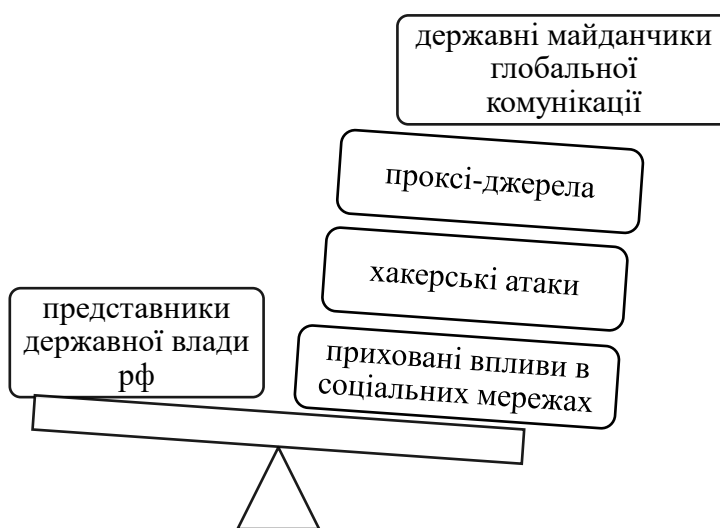 державні майданчики
глобальної
комунікації
проксі-джерела
хакерські атаки
представники
державної влади
рф
приховані впливи в
соціальних мережах